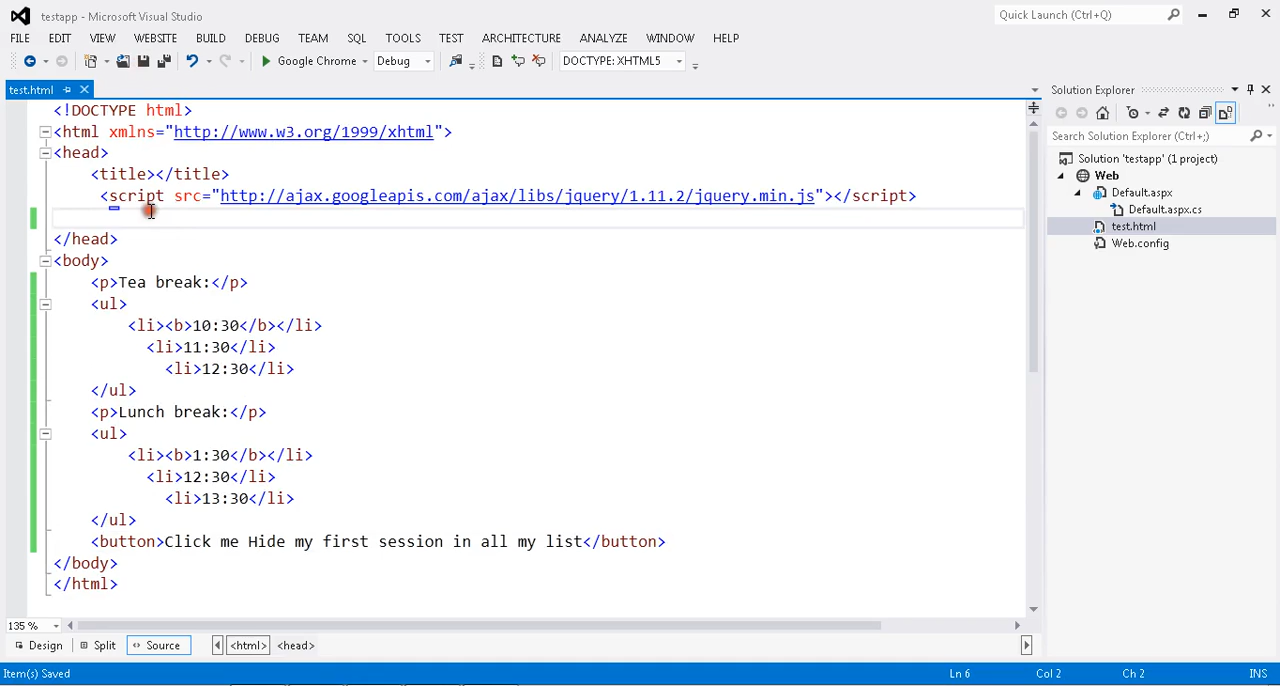 testapp - Microsoft Visual Studio
Quick Launch (Ctrl+Q)
FILE EDIT VIEW WEBSITE BUILD DEBUG TEAM SQL TOOLS TEST ARCHITECTURE ANALYZE WINDOW HELP
Google Chrome Debug DOCTYPE: XHTML5
test.html
<!DOCTYPE html>
<html xmlns="http://www.w3.org/1999/xhtml">
<head>
<title></title>
<script src="http://ajax.googleapis.com/ajax/libs/jquery/1.11.2/jquery.min.js"></script>
</head>
<body>
<p>Tea break:</p>
<ul>
<li><b>10:30</b></li>
<li>11:30</li>
<li>12:30</li>
</ul>
<p>Lunch break:</p>
<ul>
<li><b>1:30</b></li>
<li>12:30</li>
<li>13:30</li>
</ul>
<button>Click me Hide my first session in all my list</button>
</body>
</html>
135 %
Design Split Source <html> <head>
Solution Explorer
Search Solution Explorer (Ctrl+;)
Solution 'testapp' (1 project)
Web
Default.aspx
Default.aspx.cs
test.html
Web.config
Item(s) Saved Ln 6 Col 2 Ch 2 INS